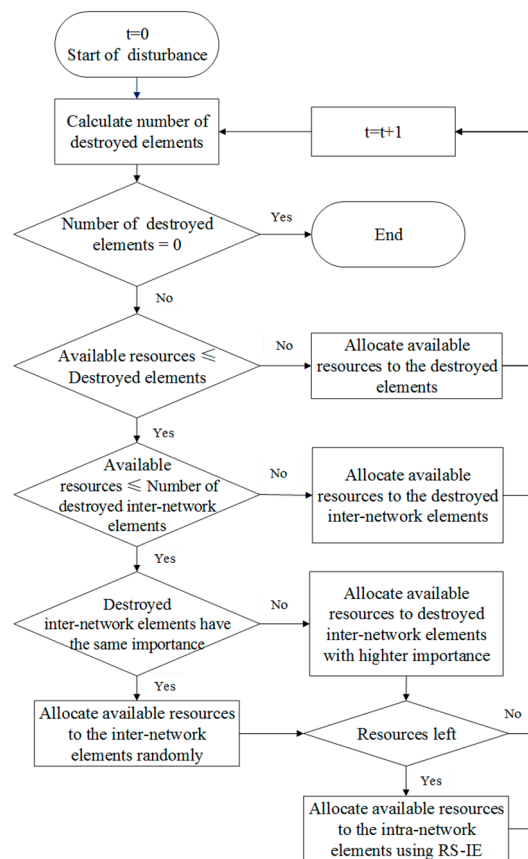 t=0
Start of disturbance
Calculate number of
destroyed elements
t=t+1
Number of destroyed
elements = 0
Yes
End
No
Available resources ⩽
Destroyed elements
No
Allocate available
resources to the destroyed
elements
Yes
Available
resources ⩽ Number of
destroyed inter-network
elements
No
Allocate available
resources to the destroyed
inter-network elements
Yes
Destroyed
inter-network elements have
the same importance
No
Allocate available
resources to destroyed
inter-network elements
with highter importance
Yes
Allocate available resources
to the inter-network
elements randomly
Resources left
No
Yes
Allocate available resources
to the intra-network
elements using RS-IE